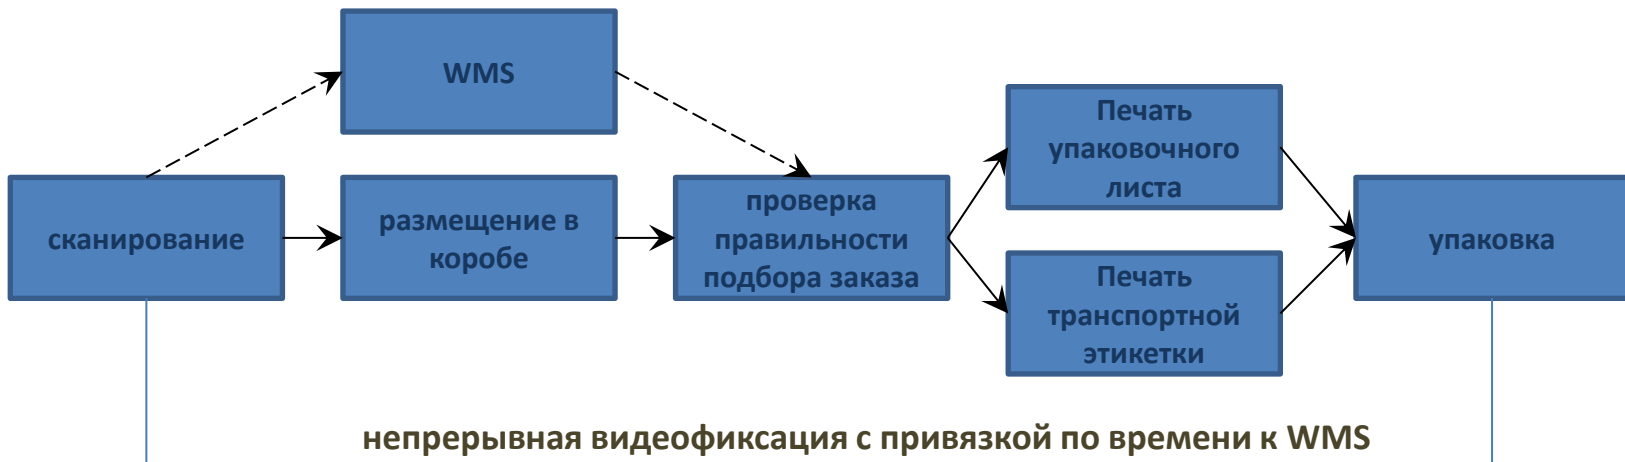 WMS
сканирование
размещение в
коробе
проверка
правильности
подбора заказа
Печать
упаковочного
листа
Печать
транспортной
этикетки
упаковка
непрерывная видеофиксация с привязкой по времени к WMS